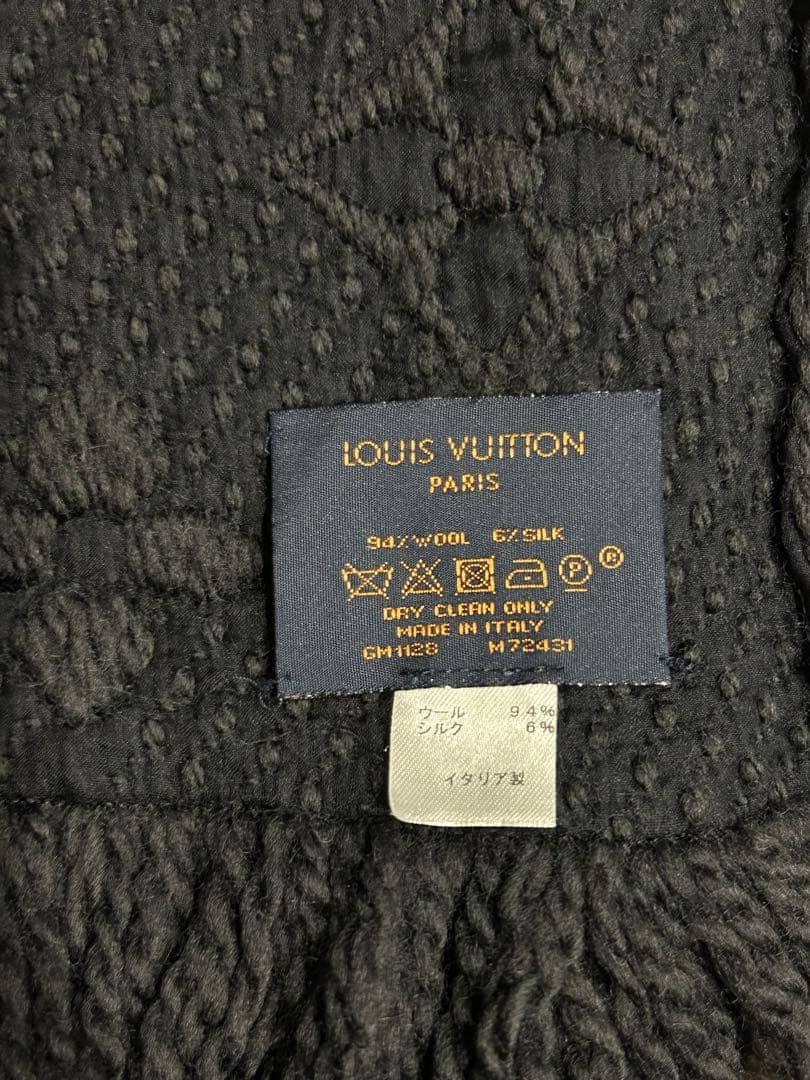 LOUIS VUITTON
PARIS
94% WOOL 6% SILK
P ®
DRY CLEAN ONLY
MADE IN ITALY
GM1128 M72431
ウール 94%
シルク 6%
イタリア製